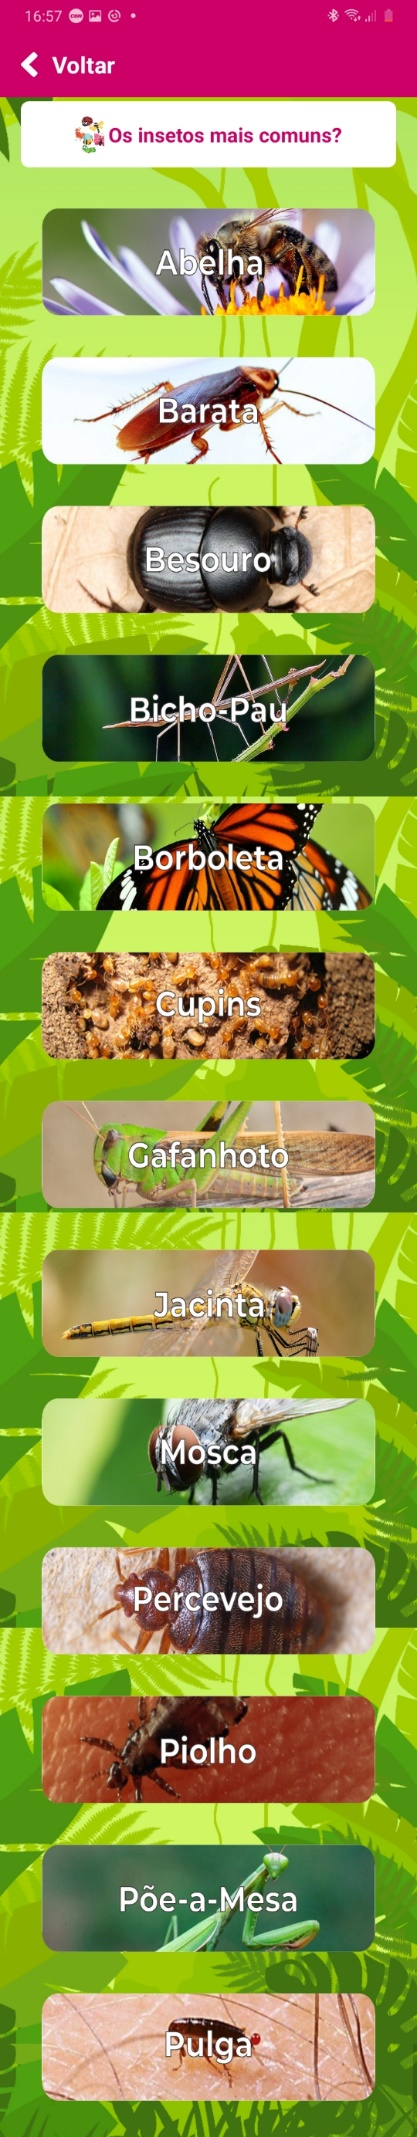 16:57
Voltar
Os insetos mais comuns?
Abelha
Barata
Besouro
Bicho-Pau
Borboleta
Cupins
Gafanhoto
Jacinta
Mosca
Percevejo
Piolho
Põe-a-Mesa
Pulga